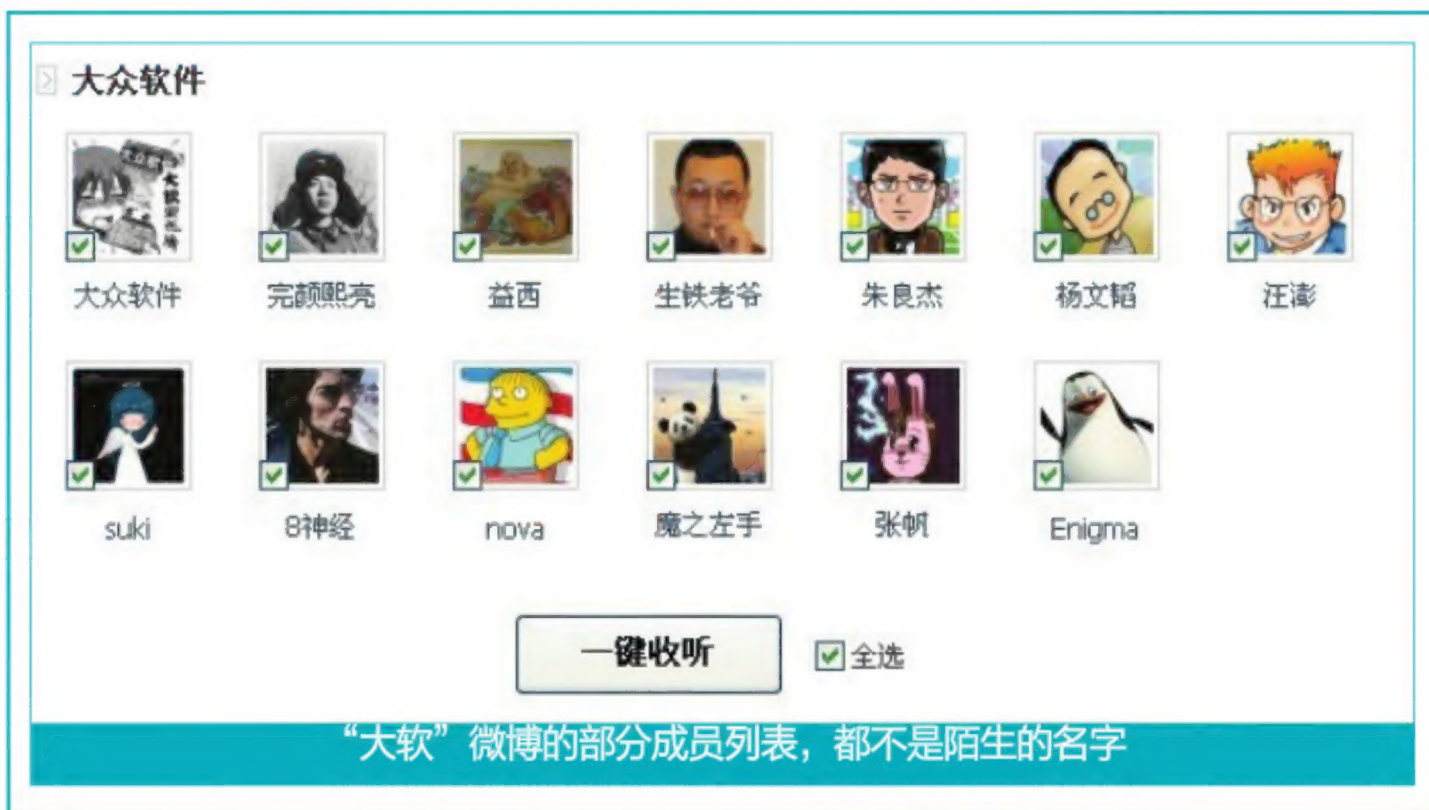 大众软件
大众软件 完颜熙亮 益西 生铁老爷 朱良杰 杨文韬 汪澎
suki 8神经 nova 魔之左手 张帆 Enigma
一键收听 全选
“大软”微博的部分成员列表，都不是陌生的名字